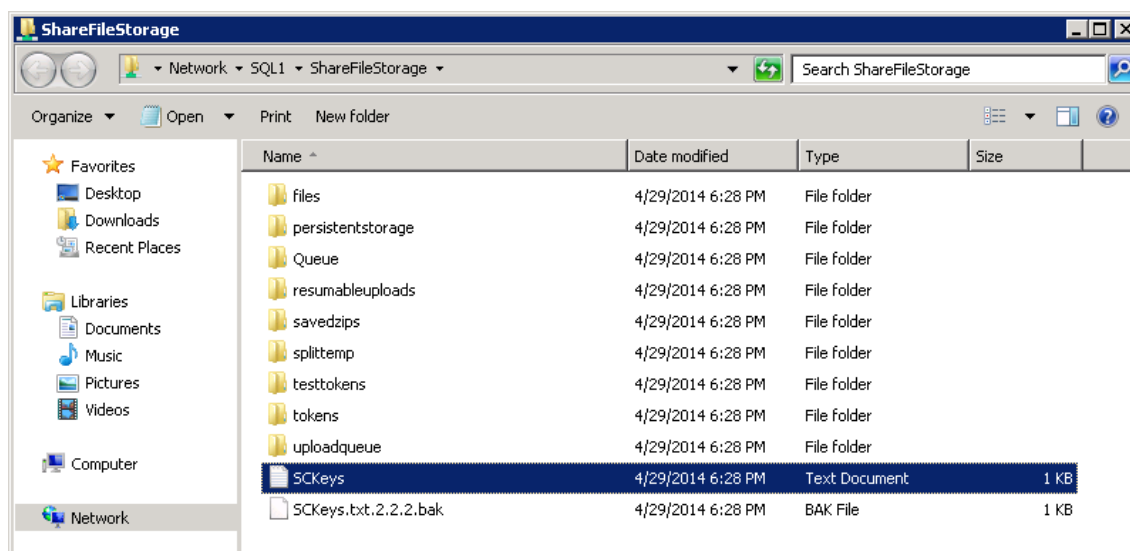 ShareFileStorage
Network SQL1 ShareFileStorage Search ShareFileStorage
Organize Open Print New folder
Favorites
Desktop
Downloads
Recent Places
Libraries
Documents
Music
Pictures
Videos
Computer
Network
Name Date modified Type Size
files 4/29/2014 6:28 PM File folder
persistentstorage 4/29/2014 6:28 PM File folder
Queue 4/29/2014 6:28 PM File folder
resumableuploads 4/29/2014 6:28 PM File folder
savedzips 4/29/2014 6:28 PM File folder
splittemp 4/29/2014 6:28 PM File folder
testtokens 4/29/2014 6:28 PM File folder
tokens 4/29/2014 6:28 PM File folder
uploadqueue 4/29/2014 6:28 PM File folder
SCKeys 4/29/2014 6:28 PM Text Document 1 KB
SCKeys.txt.2.2.2.bak 4/29/2014 6:28 PM BAK File 1 KB